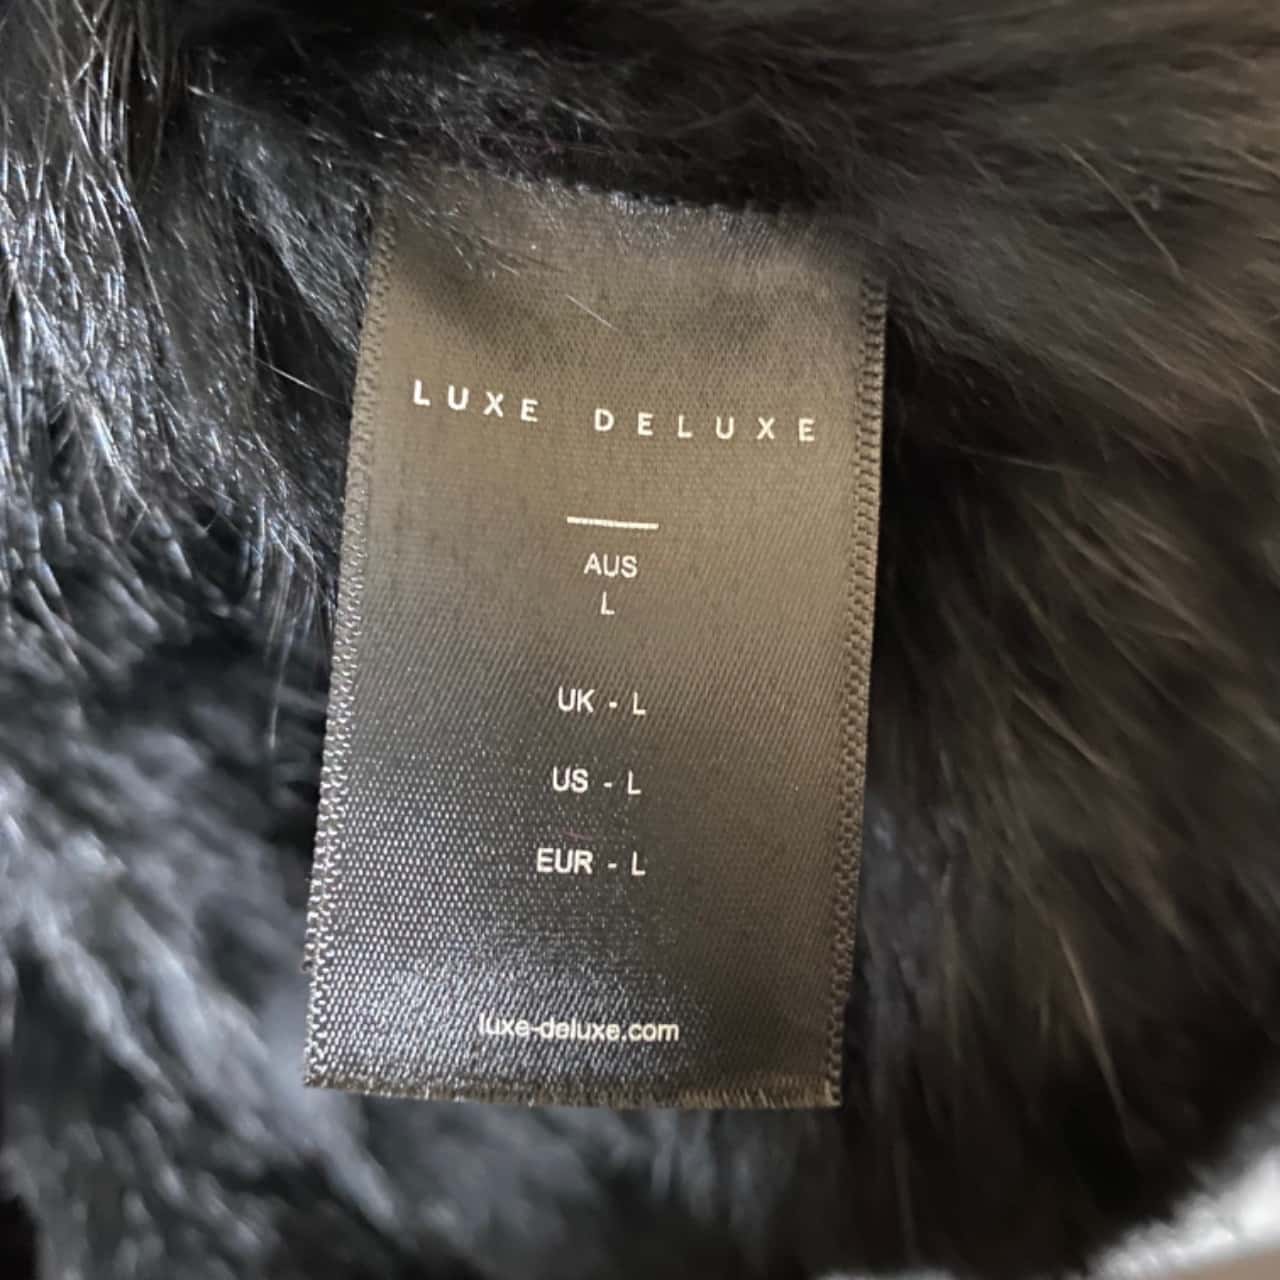 LUXE DELUXE
AUS
L
UK - L
US - L
EUR - L
luxe-deluxe.com